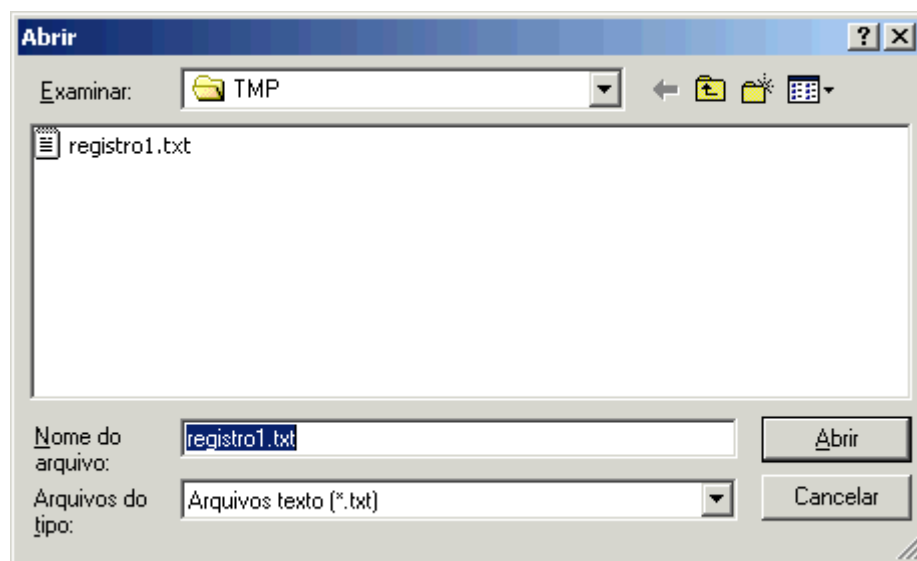 Abrir
Examinar:
TMP
registro1.txt
Nome do
arquivo:
registro1.txt
Abrir
Arquivos do
tipo:
Arquivos texto (*.txt)
Cancelar